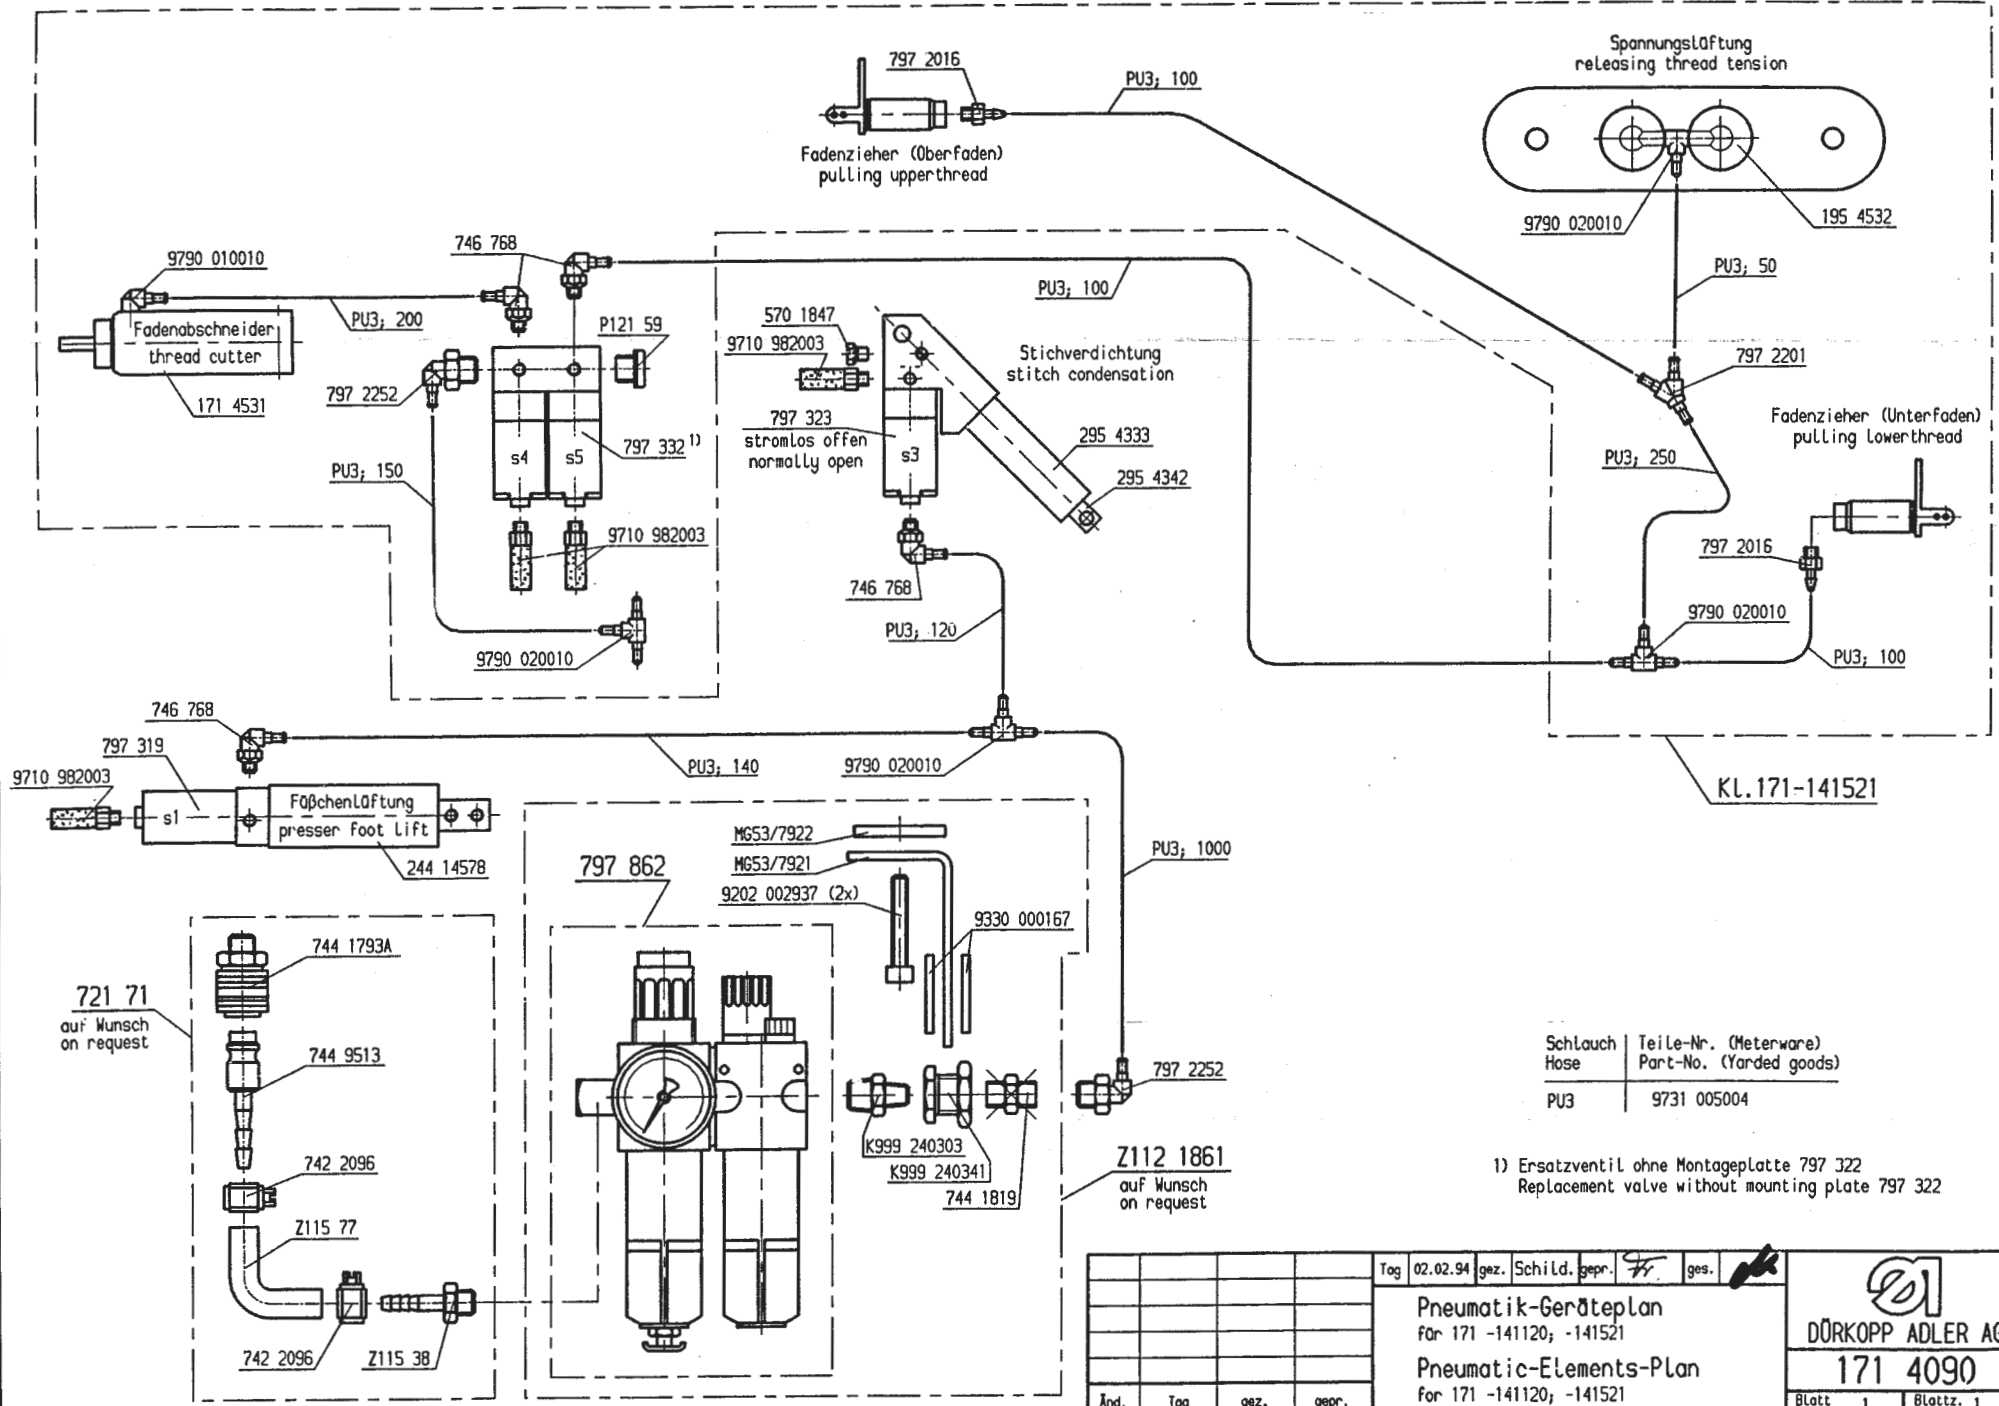 797 2016
PU3; 100
Spannungslüftung
releasing thread tension
Fadenzieher (Oberfaden)
pulling upperthread
9790 020010
195 4532
PU3; 50
9790 010010
746 768
PU3; 200
Fadenabschneider
thread cutter
171 4531
P121 59
797 2252
797 332 1)
s4
s5
PU3; 150
9710 982003
9790 020010
PU3; 100
570 1847
9710 982003
Stichverdichtung
stitch condensation
797 323
stromlos offen
normally open
s3
295 4333
295 4342
746 768
PU3; 120
797 2201
Fadenzieher (Unterfaden)
pulling lowerthread
PU3; 250
797 2016
9790 020010
PU3; 100
Kl.171-141521
746 768
797 319
9710 982003
s1
Füßchenlüftung
presser foot lift
244 14578
PU3; 140
9790 020010
PU3; 1000
MG53/7922
MG53/7921
9202 002937 (2x)
9330 000167
797 862
721 71
auf Wunsch
on request
744 1793A
744 9513
742 2096
Z115 77
742 2096
Z115 38
K999 240303
K999 240341
744 1819
797 2252
Z112 1861
auf Wunsch
on request
Schlauch Teile-Nr. (Meterware)
Hose Part-No. (Yarded goods)
PU3 9731 005004
1) Ersatzventil ohne Montageplatte 797 322
Replacement valve without mounting plate 797 322
Tag 02.02.94 gez. Schild. gepr. ges.
Pneumatik-Geräteplan
für 171 -141120; -141521
Pneumatic-Elements-Plan
for 171 -141120; -141521
DÜRKOPP ADLER AG
171 4090
Änd. Tag gez. gepr.
Blatt 1 Blattz. 1